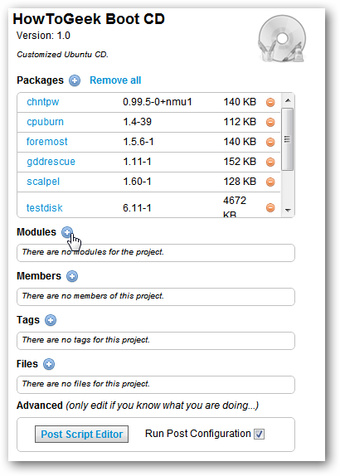 HowToGeek Boot CD
Version: 1.0
Customized Ubuntu CD.
Packages Remove all
chntpw 0.99.5-0+nmu1 140 KB
cpuburn 1.4-39 112 KB
foremost 1.5.6-1 140 KB
gddrescue 1.11-1 152 KB
scalpel 1.60-1 128 KB
testdisk 6.11-1 4672 KB
Modules
There are no modules for the project.
Members
There are no members of this project.
Tags
There are no tags for this project.
Files
There are no files for this project.
Advanced (only edit if you know what you are doing...)
Post Script Editor Run Post Configuration